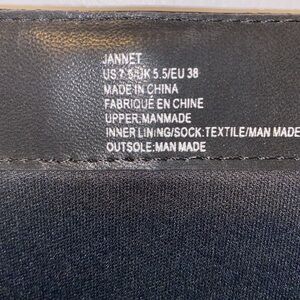 JANNET
US 7.5/UK 5.5/EU 38
MADE IN CHINA
FABRIQUÉ EN CHINE
UPPER:MANMADE
INNER LINING/SOCK:TEXTILE/MAN MADE
OUTSOLE:MAN MADE